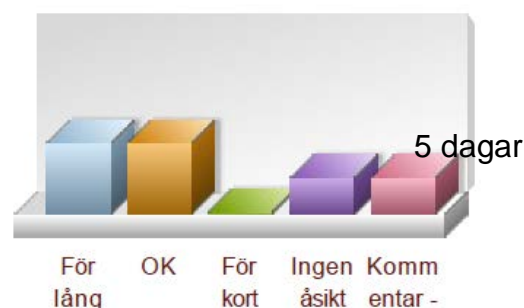 5 dagar
För lång
OK
För kort
Ingen åsikt
Komm entar -